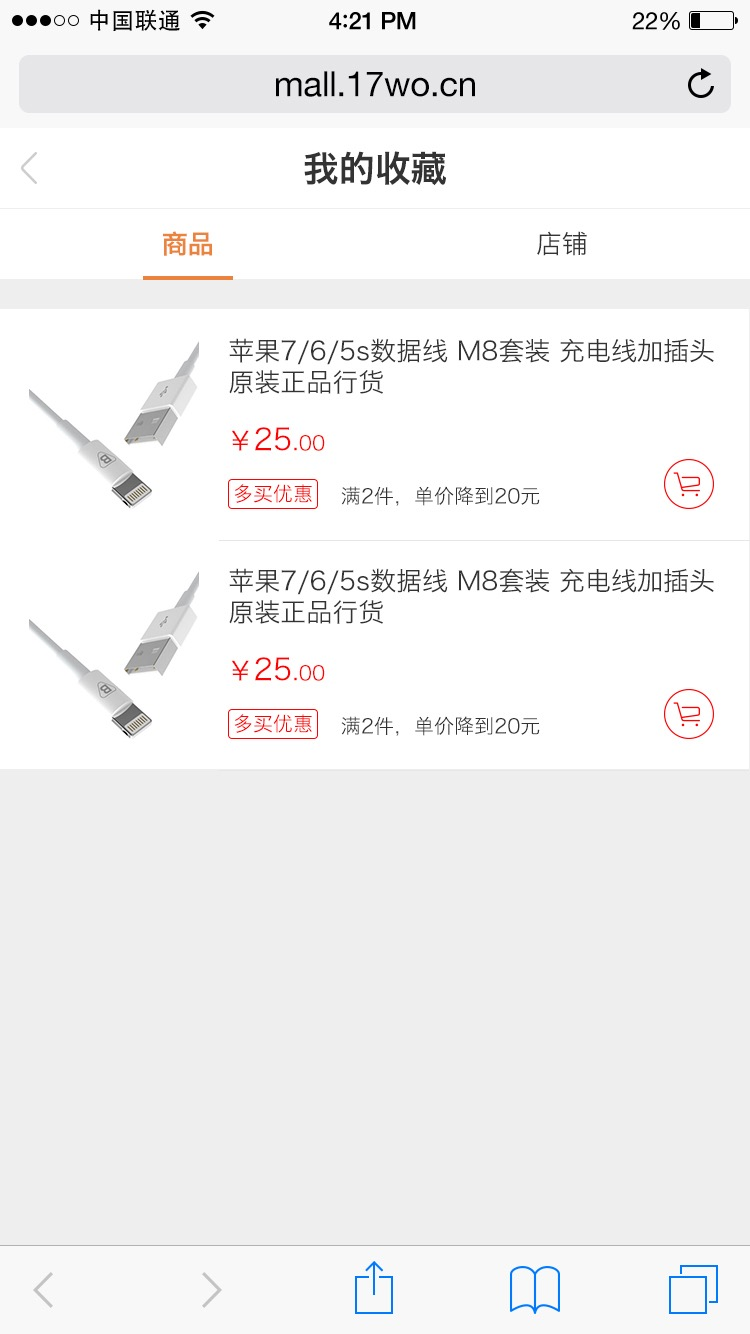 中国联通 4:21 PM 22%
mall.17wo.cn
我的收藏
商品 店铺
苹果7/6/5s数据线 M8套装 充电线加插头
原装正品行货
￥25.00
多买优惠 满2件，单价降到20元
苹果7/6/5s数据线 M8套装 充电线加插头
原装正品行货
￥25.00
多买优惠 满2件，单价降到20元